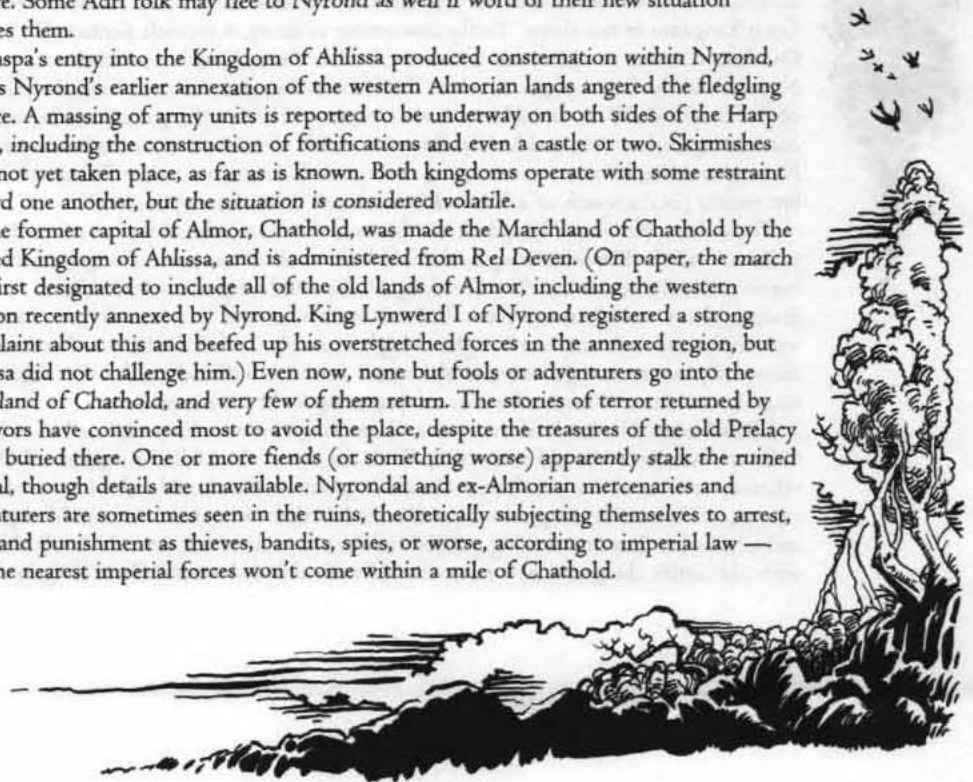 e. Some Adri folk may flee to Nyrond as well if word of their new situation
es them.
uspa's entry into the Kingdom of Ahlissa produced consternation within Nyrond,
s Nyrond's earlier annexation of the western Almorian lands angered the fledgling
re. A massing of army units is reported to be underway on both sides of the Harp
, including the construction of fortifications and even a castle or two. Skirmishes
not yet taken place, as far as is known. Both kingdoms operate with some restraint
rd one another, but the situation is considered volatile.
e former capital of Almor, Chathold, was made the Marchland of Chathold by the
ed Kingdom of Ahlissa, and is administered from Rel Deven. (On paper, the march
irst designated to include all of the old lands of Almor, including the western
on recently annexed by Nyrond. King Lynwerd I of Nyrond registered a strong
laint about this and beefed up his overstretched forces in the annexed region, but
sa did not challenge him.) Even now, none but fools or adventurers go into the
land of Chathold, and very few of them return. The stories of terror returned by
vors have convinced most to avoid the place, despite the treasures of the old Prelacy
buried there. One or more fiends (or something worse) apparently stalk the ruined
al, though details are unavailable. Nyrondal and ex-Almorian mercenaries and
nturers are sometimes seen in the ruins, theoretically subjecting themselves to arrest,
and punishment as thieves, bandits, spies, or worse, according to imperial law—
ne nearest imperial forces won't come within a mile of Chathold.